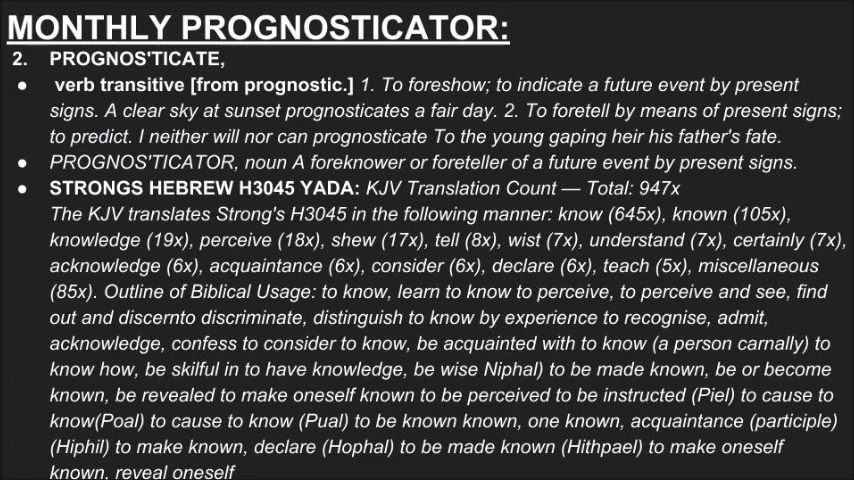 MONTHLY PROGNOSTICATOR:
2. PROGNOS'TICATE,
● verb transitive [from prognostic.] 1. To foreshow; to indicate a future event by present
signs. A clear sky at sunset prognosticates a fair day. 2. To foretell by means of present signs;
to predict. I neither will nor can prognosticate To the young gaping heir his father's fate.
● PROGNOS'TICATOR, noun A foreknower or foreteller of a future event by present signs.
● STRONGS HEBREW H3045 YADA: KJV Translation Count — Total: 947x
The KJV translates Strong's H3045 in the following manner: know (645x), known (105x),
knowledge (19x), perceive (18x), shew (17x), tell (8x), wist (7x), understand (7x), certainly (7x),
acknowledge (6x), acquaintance (6x), consider (6x), declare (6x), teach (5x), miscellaneous
(85x). Outline of Biblical Usage: to know, learn to know to perceive, to perceive and see, find
out and discernto discriminate, distinguish to know by experience to recognise, admit,
acknowledge, confess to consider to know, be acquainted with to know (a person carnally) to
know how, be skilful in to have knowledge, be wise Niphal) to be made known, be or become
known, be revealed to make oneself known to be perceived to be instructed (Piel) to cause to
know(Poal) to cause to know (Pual) to be known known, one known, acquaintance (participle)
(Hiphil) to make known, declare (Hophal) to be made known (Hithpael) to make oneself
known, reveal oneself